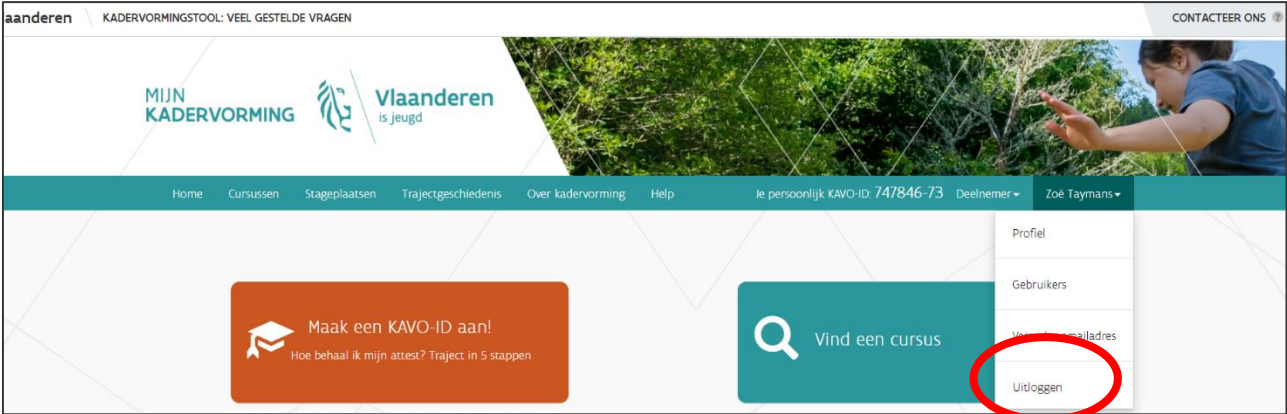 aanderen KADERVORMINGSTOOL: VEEL GESTELDE VRAGEN CONTACTEER ONS ?
MIJN
KADERVORMING
Vlaanderen
is jeugd
Home Cursussen Stageplaatsen Trajectgeschiedenis Over kadervorming Help Je persoonlijk KAVO-ID: 747846-73 Deelnemer Zoë Taymans
Profiel
Gebruikers
Maak een KAVO-ID aan!
Hoe behaal ik mijn attest? Traject in 5 stappen
Vind een cursus
emailadres
Uitloggen